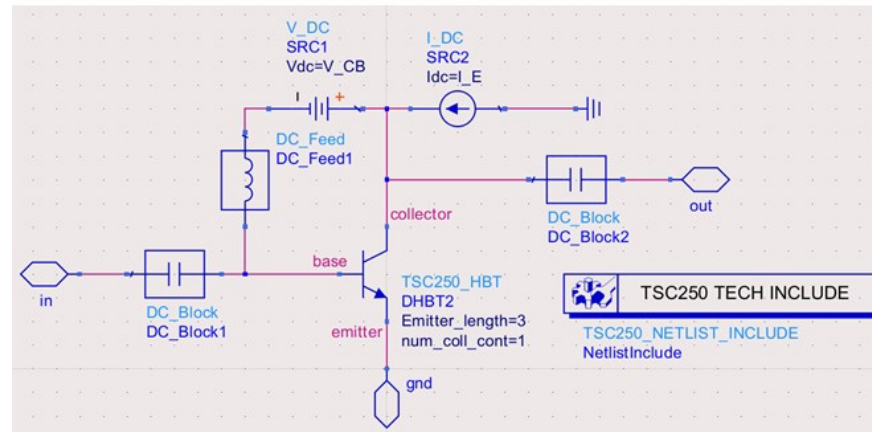 V_DC
SRC1
Vdc=V_CB
I_DC
SRC2
Idc=I_E
DC_Feed
DC_Feed1
collector
DC_Block
DC_Block2
out
in
DC_Block
DC_Block1
base
TSC250_HBT
DHBT2
Emitter_length=3
num_coll_cont=1
emitter
gnd
TSC250 TECH INCLUDE
TSC250_NETLIST_INCLUDE
NetlistInclude